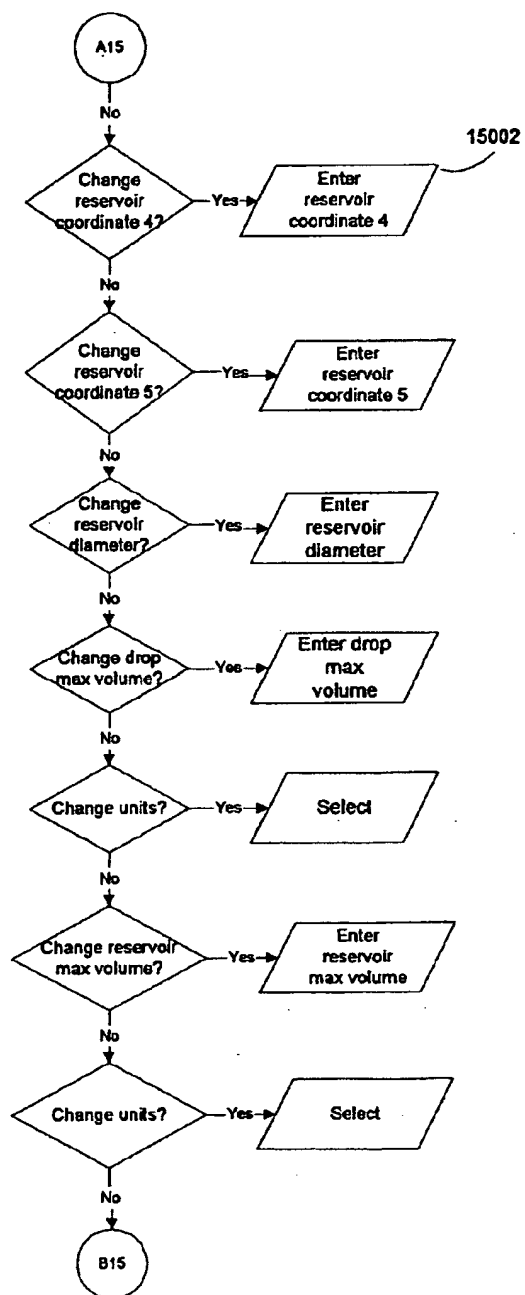 A15
No
15002
Change
reservoir
coordinate 4?
Yes
Enter
reservoir
coordinate 4
No
Change
reservoir
coordinate 5?
Yes
Enter
reservoir
coordinate 5
No
Change
reservoir
diameter?
Yes
Enter
reservoir
diameter
No
Change drop
max volume?
Yes
Enter drop
max
volume
No
Change units?
Yes
Select
No
Change reservoir
max volume?
Yes
Enter
reservoir
max volume
No
Change units?
Yes
Select
No
B15